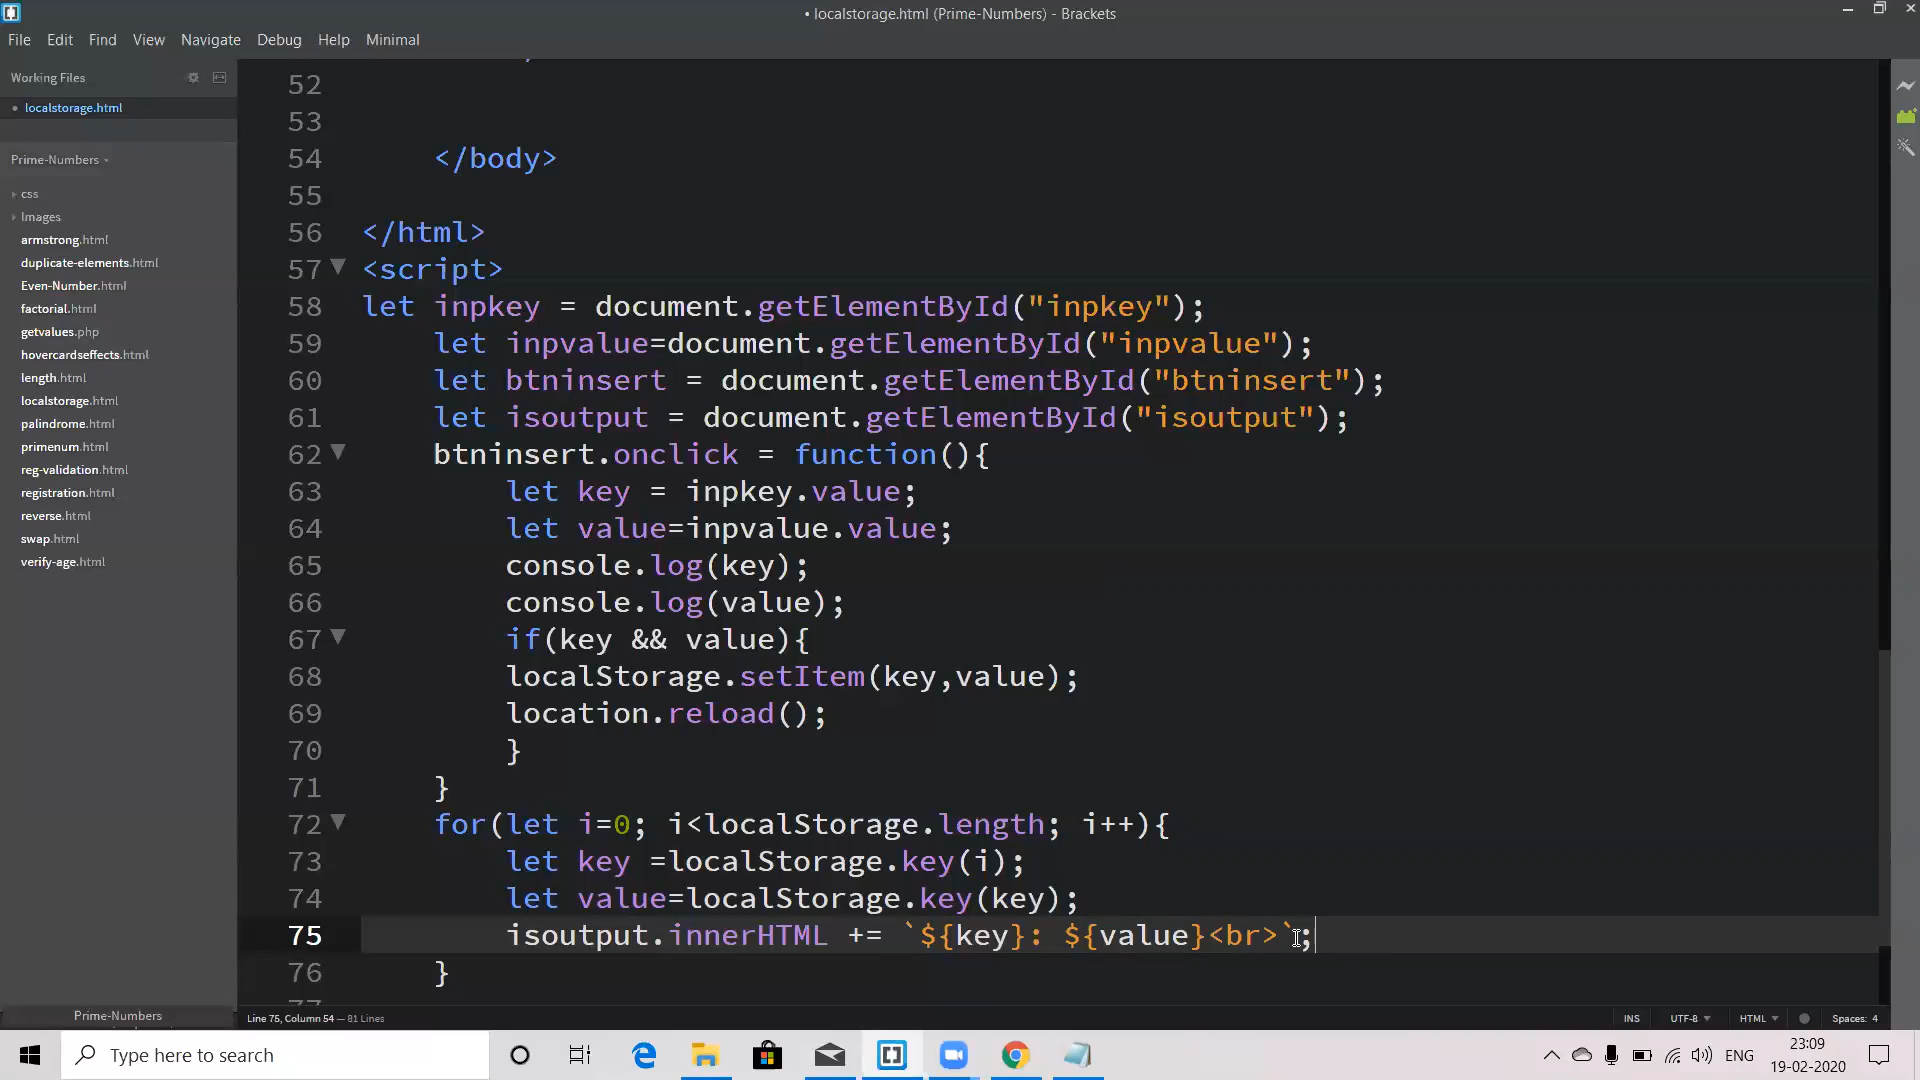 • localstorage.html (Prime-Numbers) - Brackets
File Edit Find View Navigate Debug Help Minimal
Working Files
• localstorage.html
Prime-Numbers
css
Images
armstrong.html
duplicate-elements.html
Even-Number.html
factorial.html
getvalues.php
hovercardseffects.html
length.html
localstorage.html
palindrome.html
primenum.html
reg-validation.html
registration.html
reverse.html
swap.html
verify-age.html
Prime-Numbers
52
53
54 </body>
55
56 </html>
57 <script>
58 let inpkey = document.getElementById("inpkey");
59 let inpvalue=document.getElementById("inpvalue");
60 let btninsert = document.getElementById("btninsert");
61 let isoutput = document.getElementById("isoutput");
62 btninsert.onclick = function(){
63 let key = inpkey.value;
64 let value=inpvalue.value;
65 console.log(key);
66 console.log(value);
67 if(key && value){
68 localStorage.setItem(key,value);
69 location.reload();
70 }
71 }
72 for(let i=0; i<localStorage.length; i++){
73 let key =localStorage.key(i);
74 let value=localStorage.key(key);
75 isoutput.innerHTML += `${key}: ${value}<br>`;
76 }
Line 75, Column 54 — 81 Lines
INS UTF-8 HTML Spaces: 4
Type here to search
ENG
23:09
19-02-2020